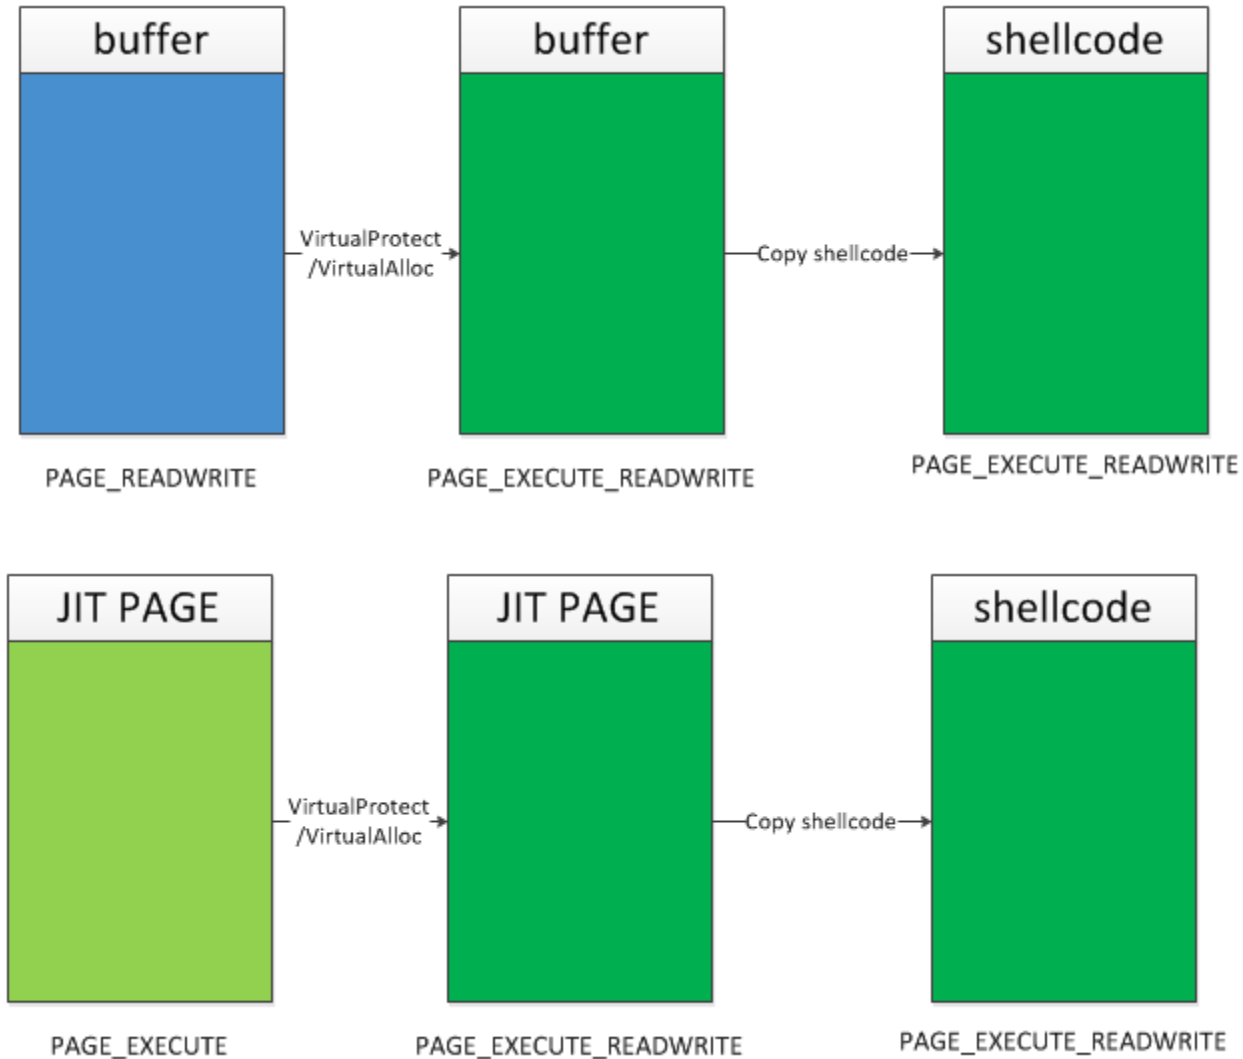 buffer
buffer
shellcode
VirtualProtect
/VirtualAlloc
Copy shellcode
PAGE_READWRITE
PAGE_EXECUTE_READWRITE
PAGE_EXECUTE_READWRITE
JIT PAGE
JIT PAGE
shellcode
VirtualProtect
/VirtualAlloc
Copy shellcode
PAGE_EXECUTE
PAGE_EXECUTE_READWRITE
PAGE_EXECUTE_READWRITE